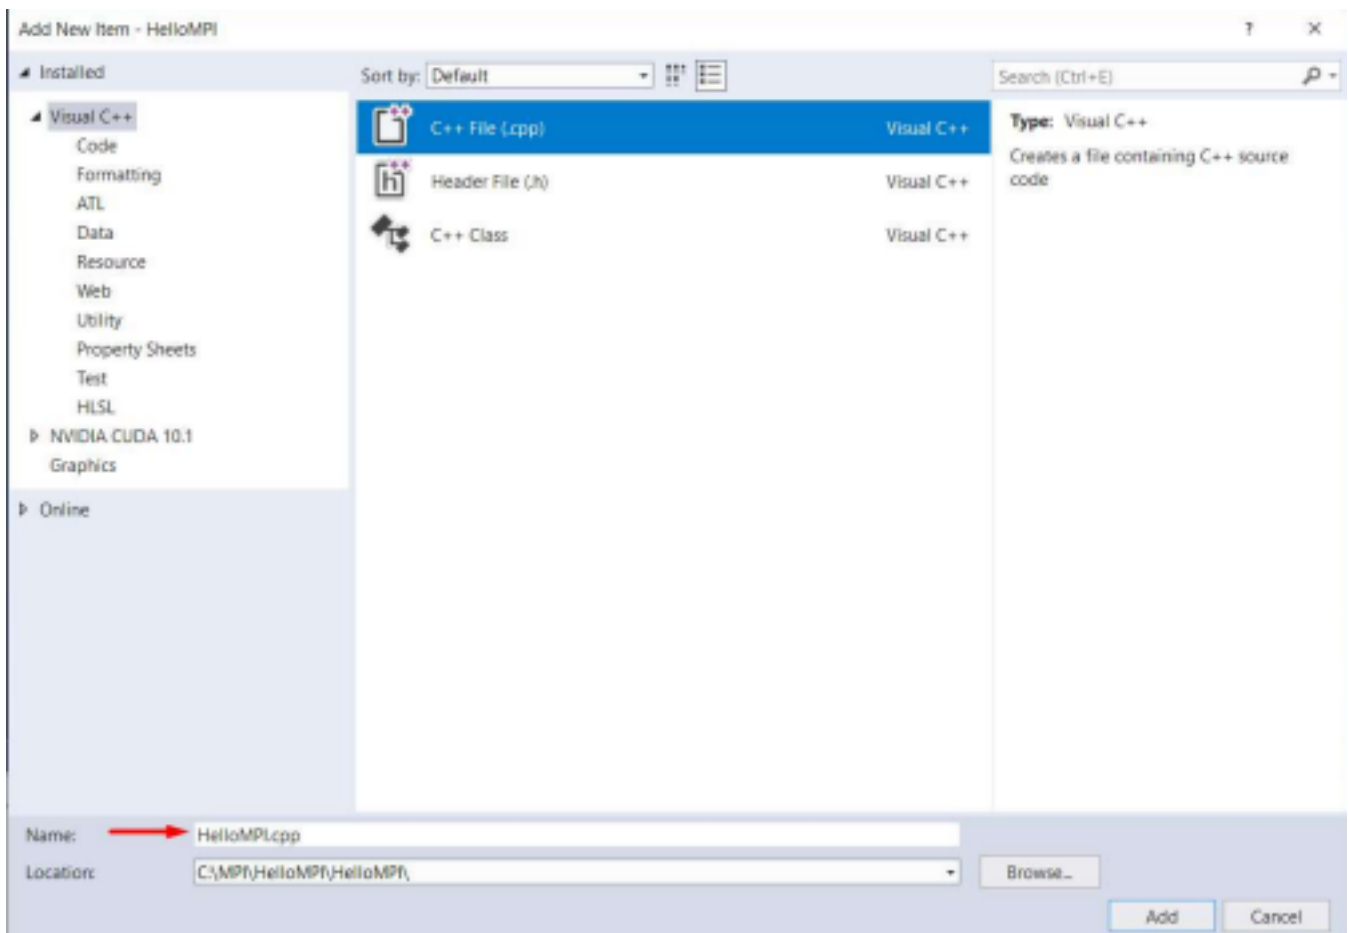 Add New Item - HelloMPI
? ×
Installed
Sort by: Default
Search (Ctrl+E)
Visual C++
Code
Formatting
ATL
Data
Resource
Web
Utility
Property Sheets
Test
HLSL
NVIDIA CUDA 10.1
Graphics
Online
C++ File (.cpp) Visual C++
Header File (.h) Visual C++
C++ Class Visual C++
Type: Visual C++
Creates a file containing C++ source
code
Name: HelloMPI.cpp
Location: C:\MPI\HelloMPI\HelloMPI\
Browse...
Add Cancel